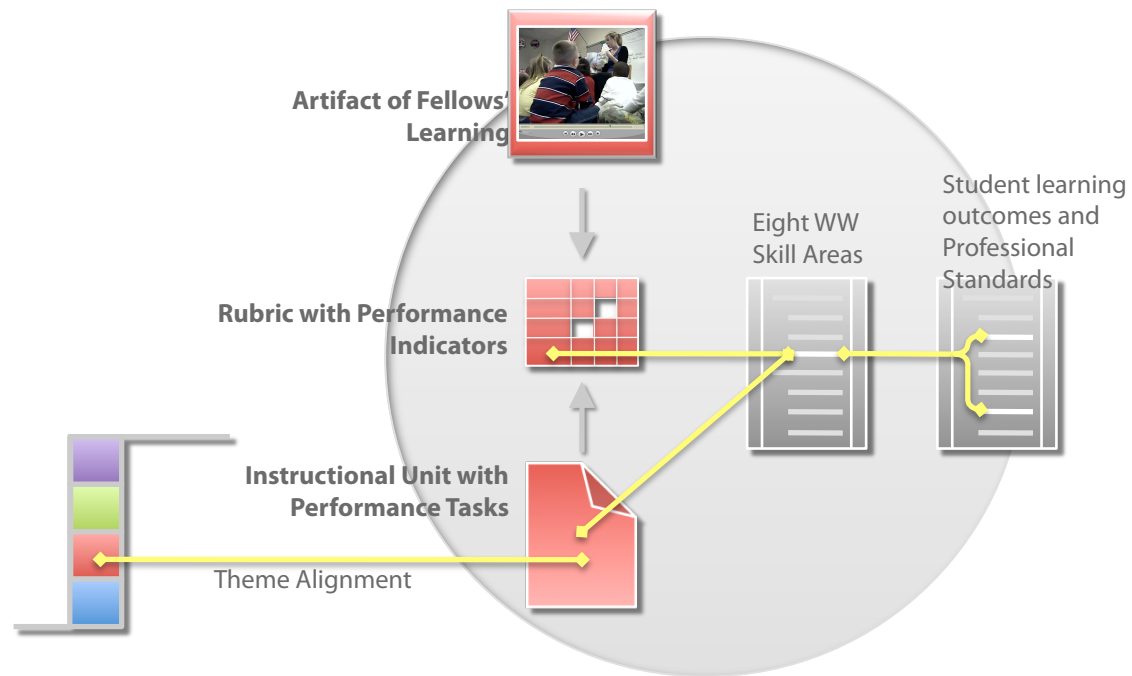 Artifact of Fellows'
Learning
Student learning
outcomes and
Professional
Standards
Eight WW
Skill Areas
Rubric with Performance
Indicators
Instructional Unit with
Performance Tasks
Theme Alignment